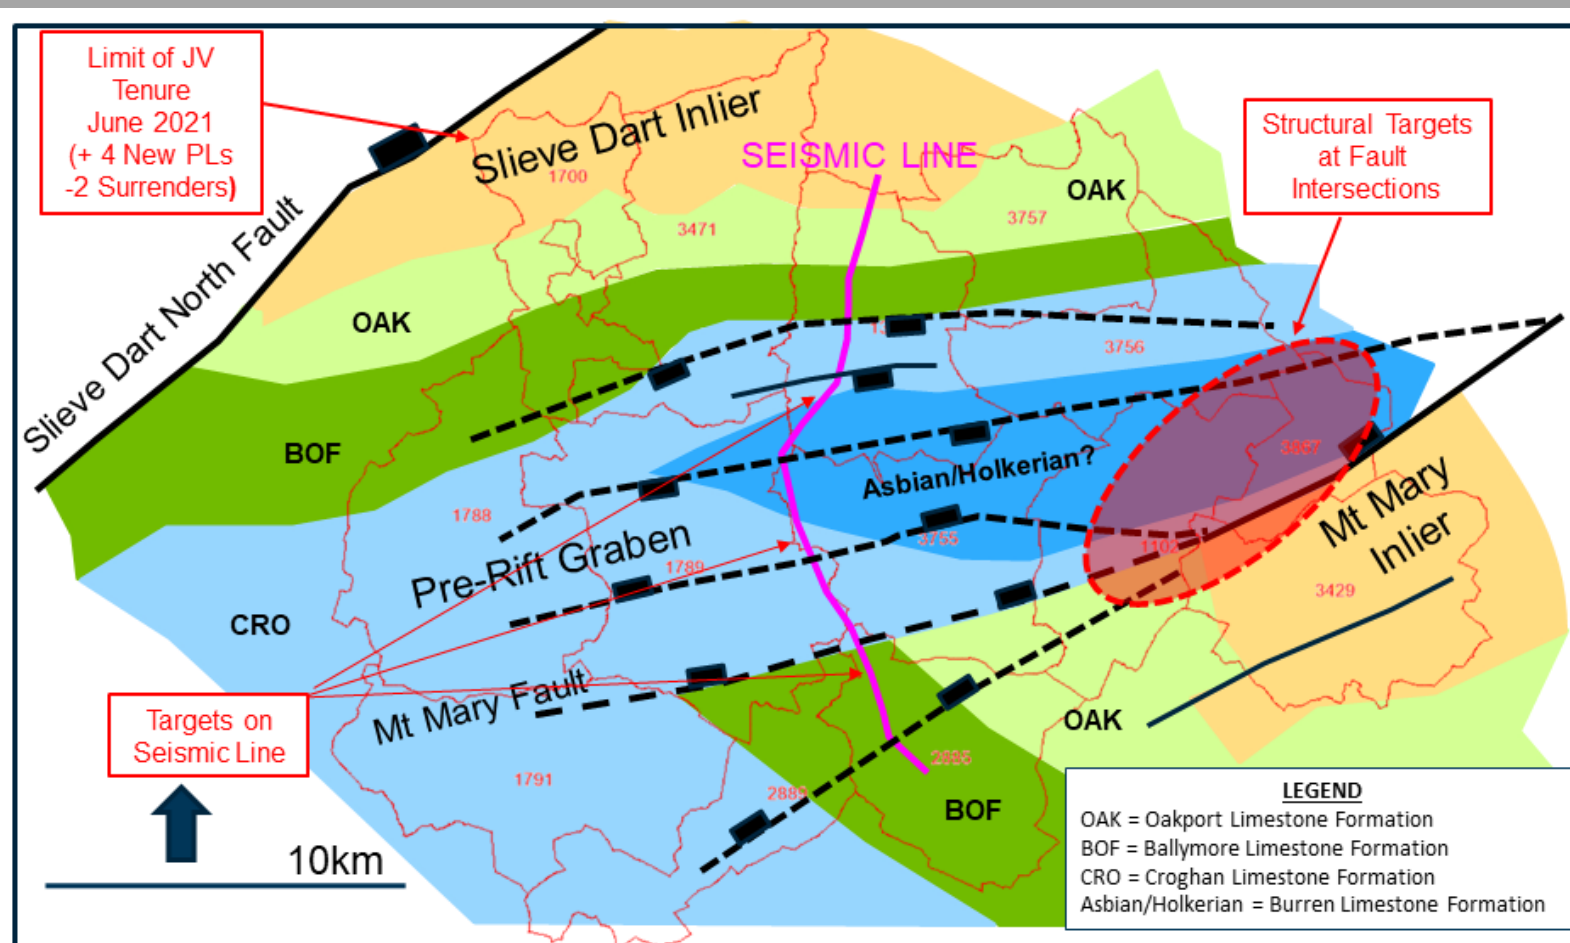 Limit of JV
Tenure
June 2021
(+ 4 New PLs
-2 Surrenders)
Slieve Dart Inlier
1700
SEISMIC LINE
Structural Targets
at Fault
Intersections
OAK
3757
3471
Slieve Dart North Fault
OAK
3756
BOF
Asbian/Holkerian?
3887
1788
Mt Mary
Inlier
Pre-Rift Graben
3755
1102
1789
3429
CRO
Mt Mary Fault
Targets on
Seismic Line
OAK
1791
2885
2889
BOF
10km
LEGEND
OAK = Oakport Limestone Formation
BOF = Ballymore Limestone Formation
CRO = Croghan Limestone Formation
Asbian/Holkerian = Burren Limestone Formation